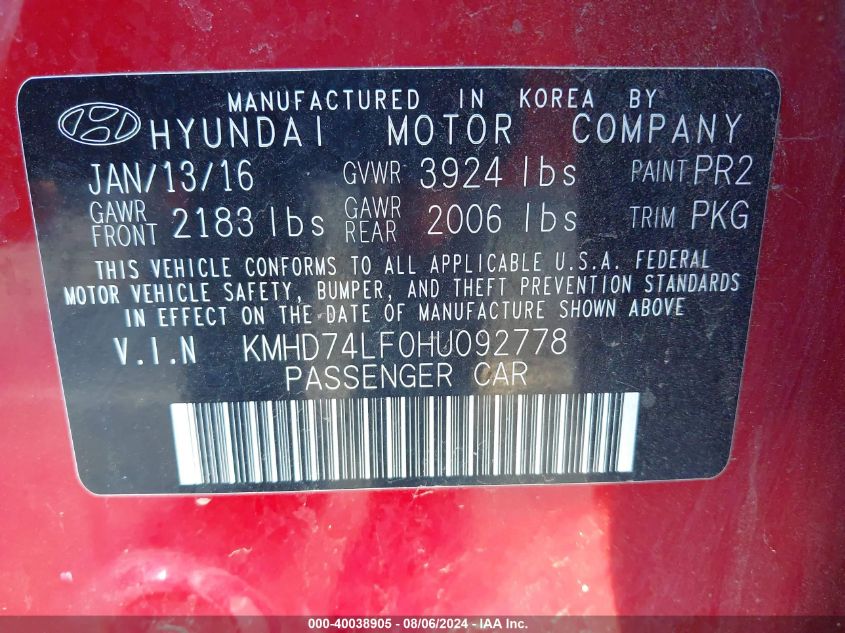 MANUFACTURED IN KOREA BY
HYUNDAI MOTOR COMPANY
JAN/13/16 GVWR 3924 lbs PAINT PR2
GAWR FRONT 2183 lbs GAWR REAR 2006 lbs TRIM PKG
THIS VEHICLE CONFORMS TO ALL APPLICABLE U.S.A. FEDERAL
MOTOR VEHICLE SAFETY, BUMPER, AND THEFT PREVENTION STANDARDS
IN EFFECT ON THE DATE OF MANUFACTURE SHOWN ABOVE
V.I.N KMHD74LF0HU092778
PASSENGER CAR
000-40038905 - 08/06/2024 - IAA Inc.